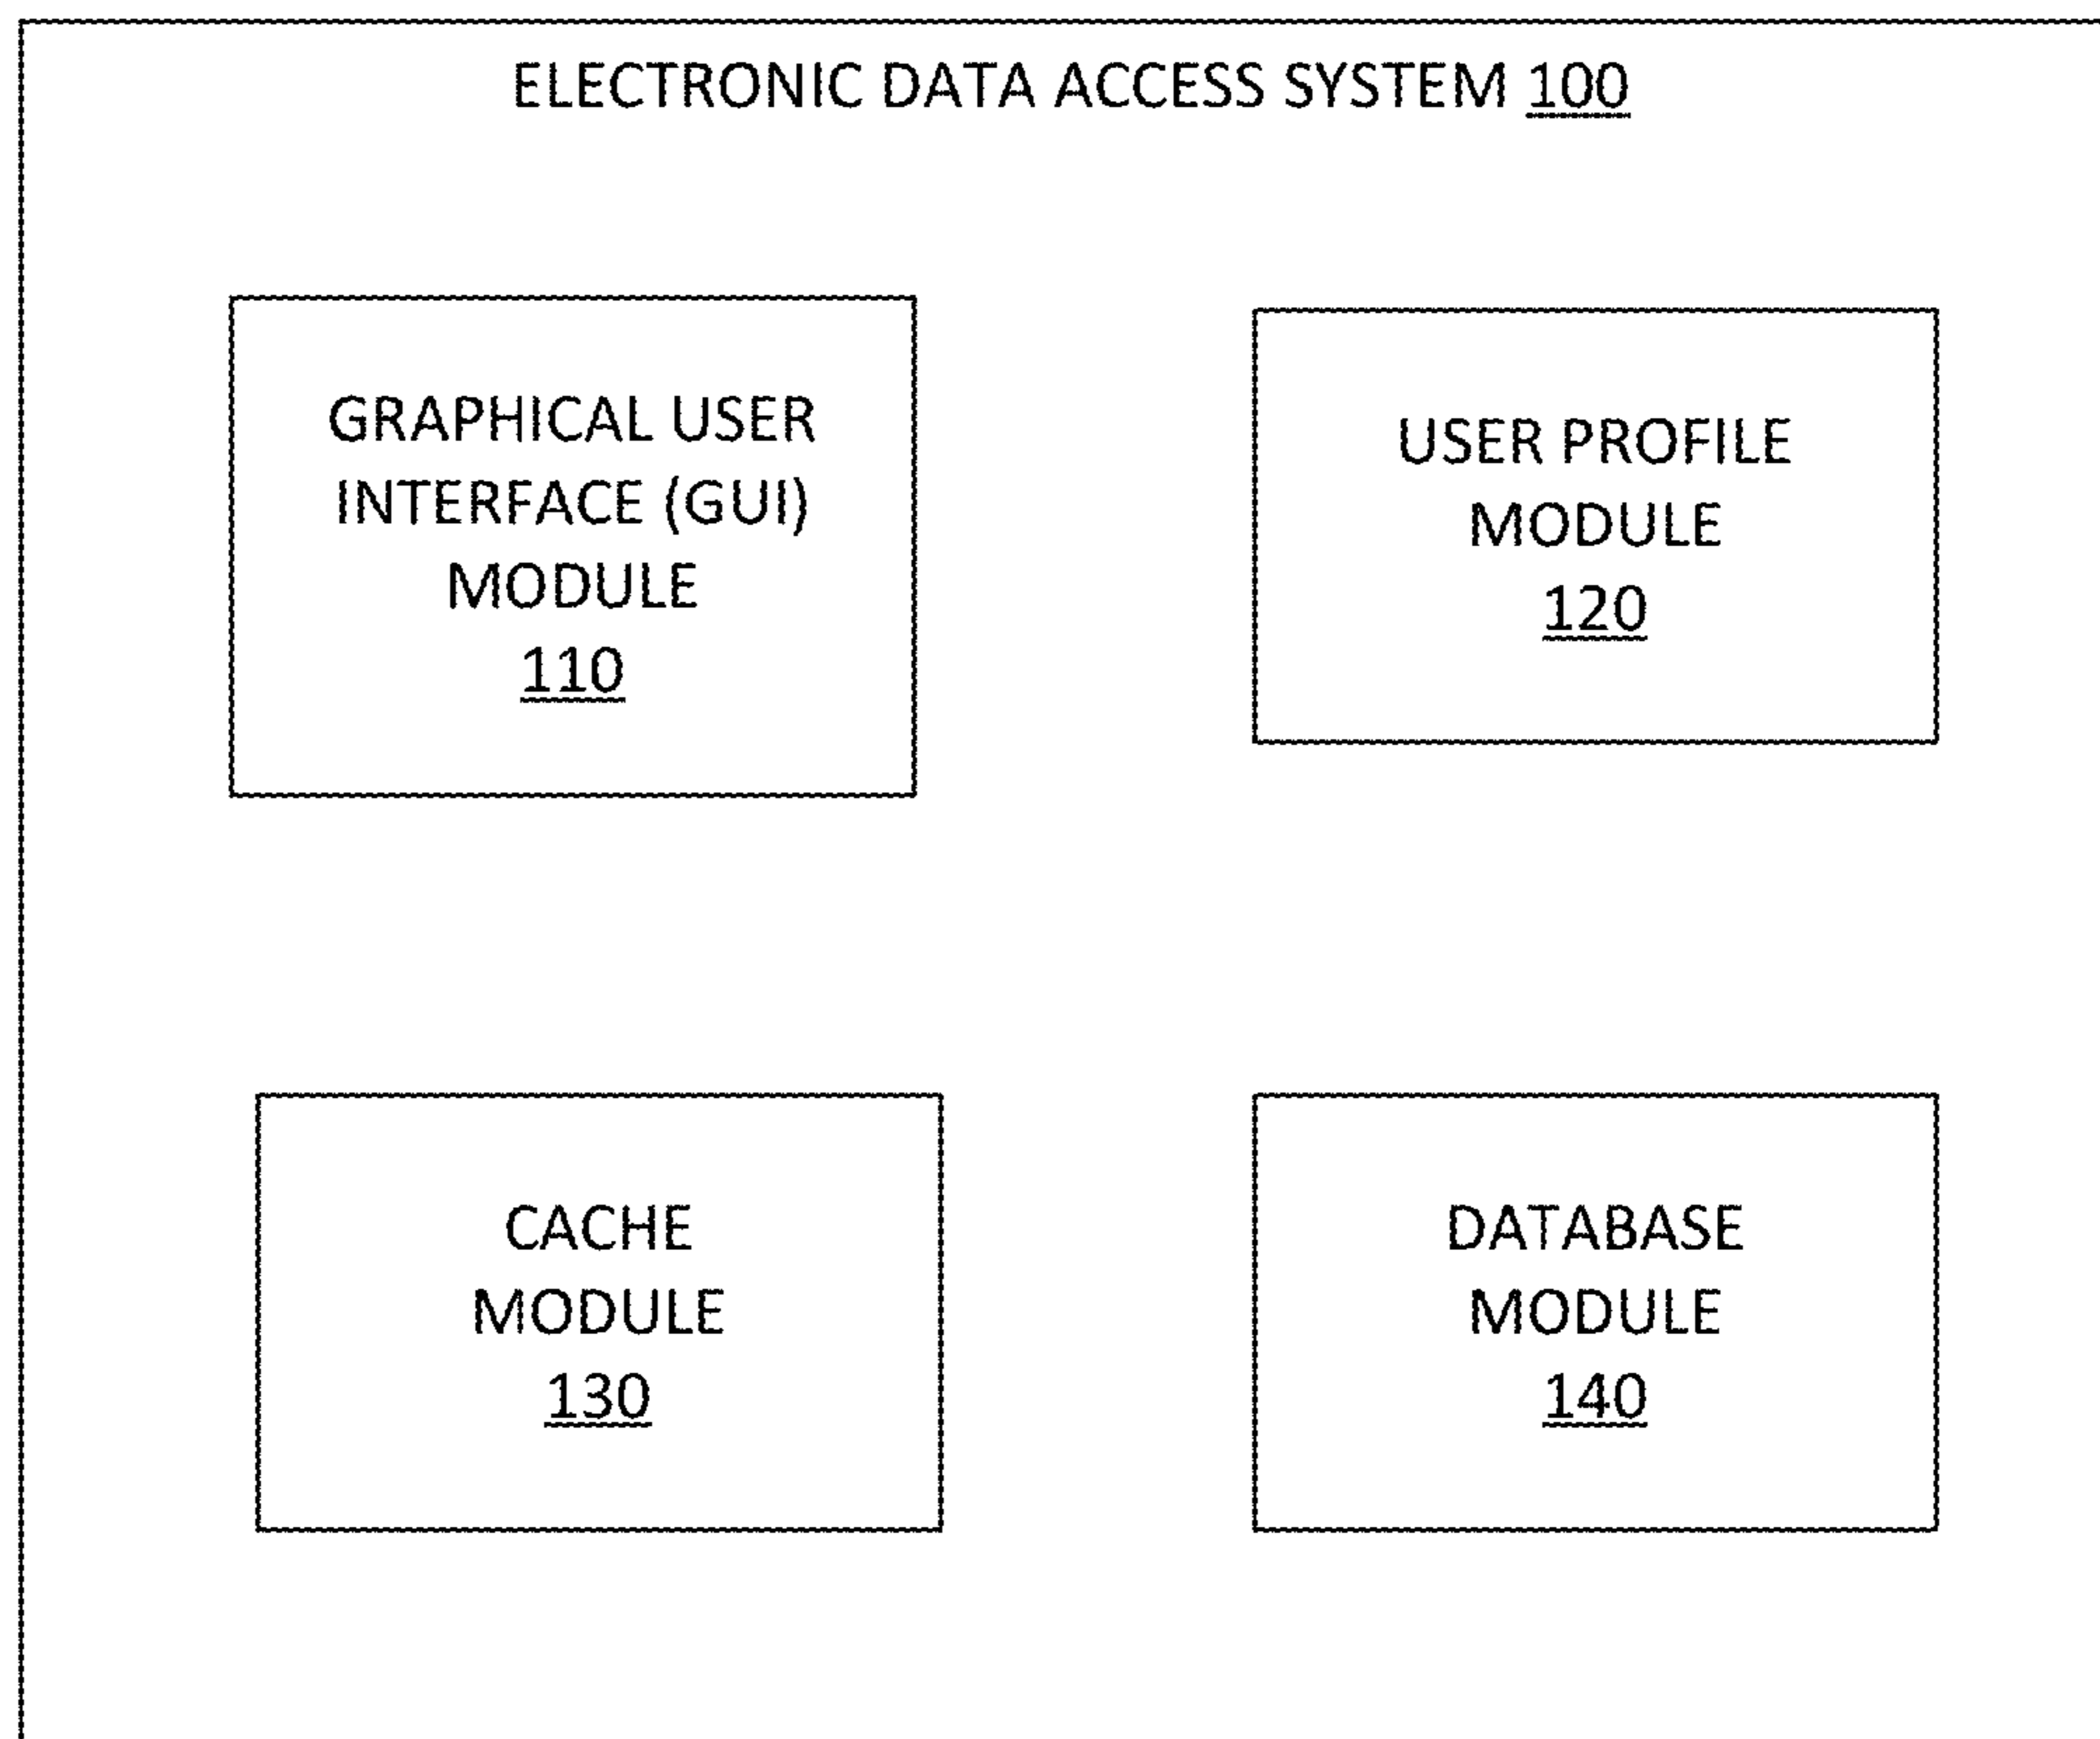 ELECTRONIC DATA ACCESS SYSTEM 100
GRAPHICAL USER
INTERFACE (GUI)
MODULE
110
USER PROFILE
MODULE
120
CACHE
MODULE
130
DATABASE
MODULE
140